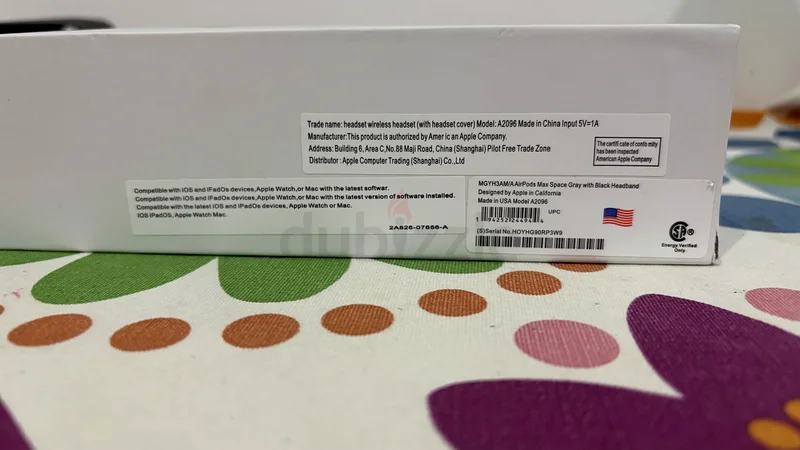 Trade name: headset wireless headset (with headset cover) Model: A2096 Made in China Input 5V=1A
Manufacturer:This product is authorized by Amer ic an Apple Company.
Address: Building 6, Area C,No.88 Maji Road, China (Shanghai) Pilot Free Trade Zone
Distributor : Apple Computer Trading (Shanghai) Co.,Ltd
The certifi cate of confo mity
has been inspected
American Apple Company
Compatible with iOS and iPadOs devices,Apple Watch,or Mac with the latest softwar.
Compatible with iOS and iPadOs devices,Apple Watch,or Mac with the latest version of software installed.
Compatible with the latest iOS and iPadOs devices, Apple Watch or Mac.
IOS IPadOS, Apple Watch Mac.
2A826-07656-A
MGYH3AM/AAirPods Max Space Gray with Black Headband
Designed by Apple in California
Made in USA Model A2096
UPC
1 94252 24494 4
(S)Serial No.HOYHG90RP3W9
Energy Verified
Only
dubizzle